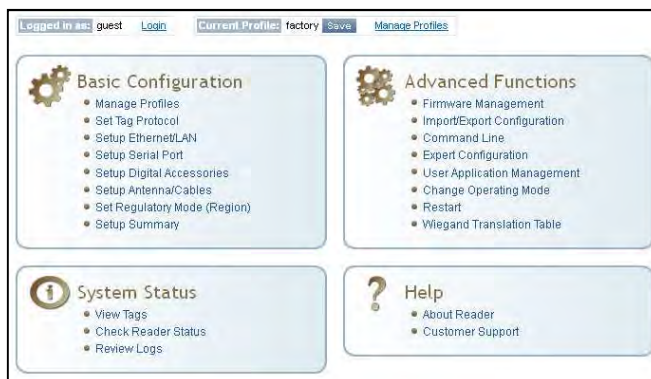 Logged in as: guest Login Current Profile: factory Save Manage Profiles
Basic Configuration
Manage Profiles
Set Tag Protocol
Setup Ethernet/LAN
Setup Serial Port
Setup Digital Accessories
Setup Antenna/Cables
Set Regulatory Mode (Region)
Setup Summary
Advanced Functions
Firmware Management
Import/Export Configuration
Command Line
Expert Configuration
User Application Management
Change Operating Mode
Restart
Wiegand Translation Table
System Status
View Tags
Check Reader Status
Review Logs
Help
About Reader
Customer Support